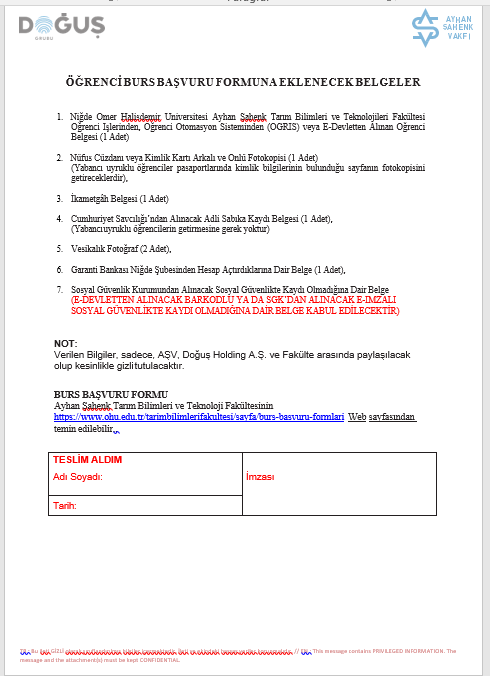 DOĞUŞ
GRUBU
AYHAN
ŞAHENK
VAKFI
ÖĞRENCİ BURS BAŞVURU FORMUNA EKLENECEK BELGELER
1. Niğde Ömer Halisdemir Üniversitesi Ayhan Şahenk Tarım Bilimleri ve Teknolojileri Fakültesi
Öğrenci İşlerinden, Öğrenci Otomasyon Sisteminden (OGRİS) veya E-Devletten Alınan Öğrenci
Belgesi (1 Adet)
2. Nüfus Cüzdanı veya Kimlik Kartı Arkalı ve Önlü Fotokopisi (1 Adet)
(Yabancı uyruklu öğrenciler pasaportlarında kimlik bilgilerinin bulunduğu sayfanın fotokopisini
getireceklerdir),
3. İkametgâh Belgesi (1 Adet)
4. Cumhuriyet Savcılığı'ndan Alınacak Adli Sabıka Kaydı Belgesi (1 Adet),
(Yabancıuyruklu öğrencilerin getirmesine gerek yoktur)
5. Vesikalık Fotoğraf (2 Adet),
6. Garanti Bankası Niğde Şubesinden Hesap Açtırdıklarına Dair Belge (1 Adet),
7. Sosyal Güvenlik Kurumundan Alınacak Sosyal Güvenlikte Kaydı Olmadığına Dair Belge
(E-DEVLETTEN ALINACAK BARKODLU YA DA SGK'DAN ALINACAK E-IMZALI
SOSYAL GÜVENLİKTE KAYDI OLMADIĞINA DAİR BELGE KABUL EDİLECEKTİR)
NOT:
Verilen Bilgiler, sadece, AŞV, Doğuş Holding A.Ş. ve Fakülte arasında paylaşılacak
olup kesinlikle gizlitutulacaktır.
BURS BAŞVURU FORMU
Ayhan Şahenk Tarım Bilimleri ve Teknoloji Fakültesinin
https://www.ohu.edu.tr/tarimbilimlerifakultesi/sayfa/burs-basvuru-formlari Web sayfasından
temin edilebilir.
TESLİM ALDIM
Adı Soyadı:
İmzası
Tarih:
This message contains PRIVILEGED INFORMATION. The
message and the attachment(s) must be kept CONFIDENTIAL.